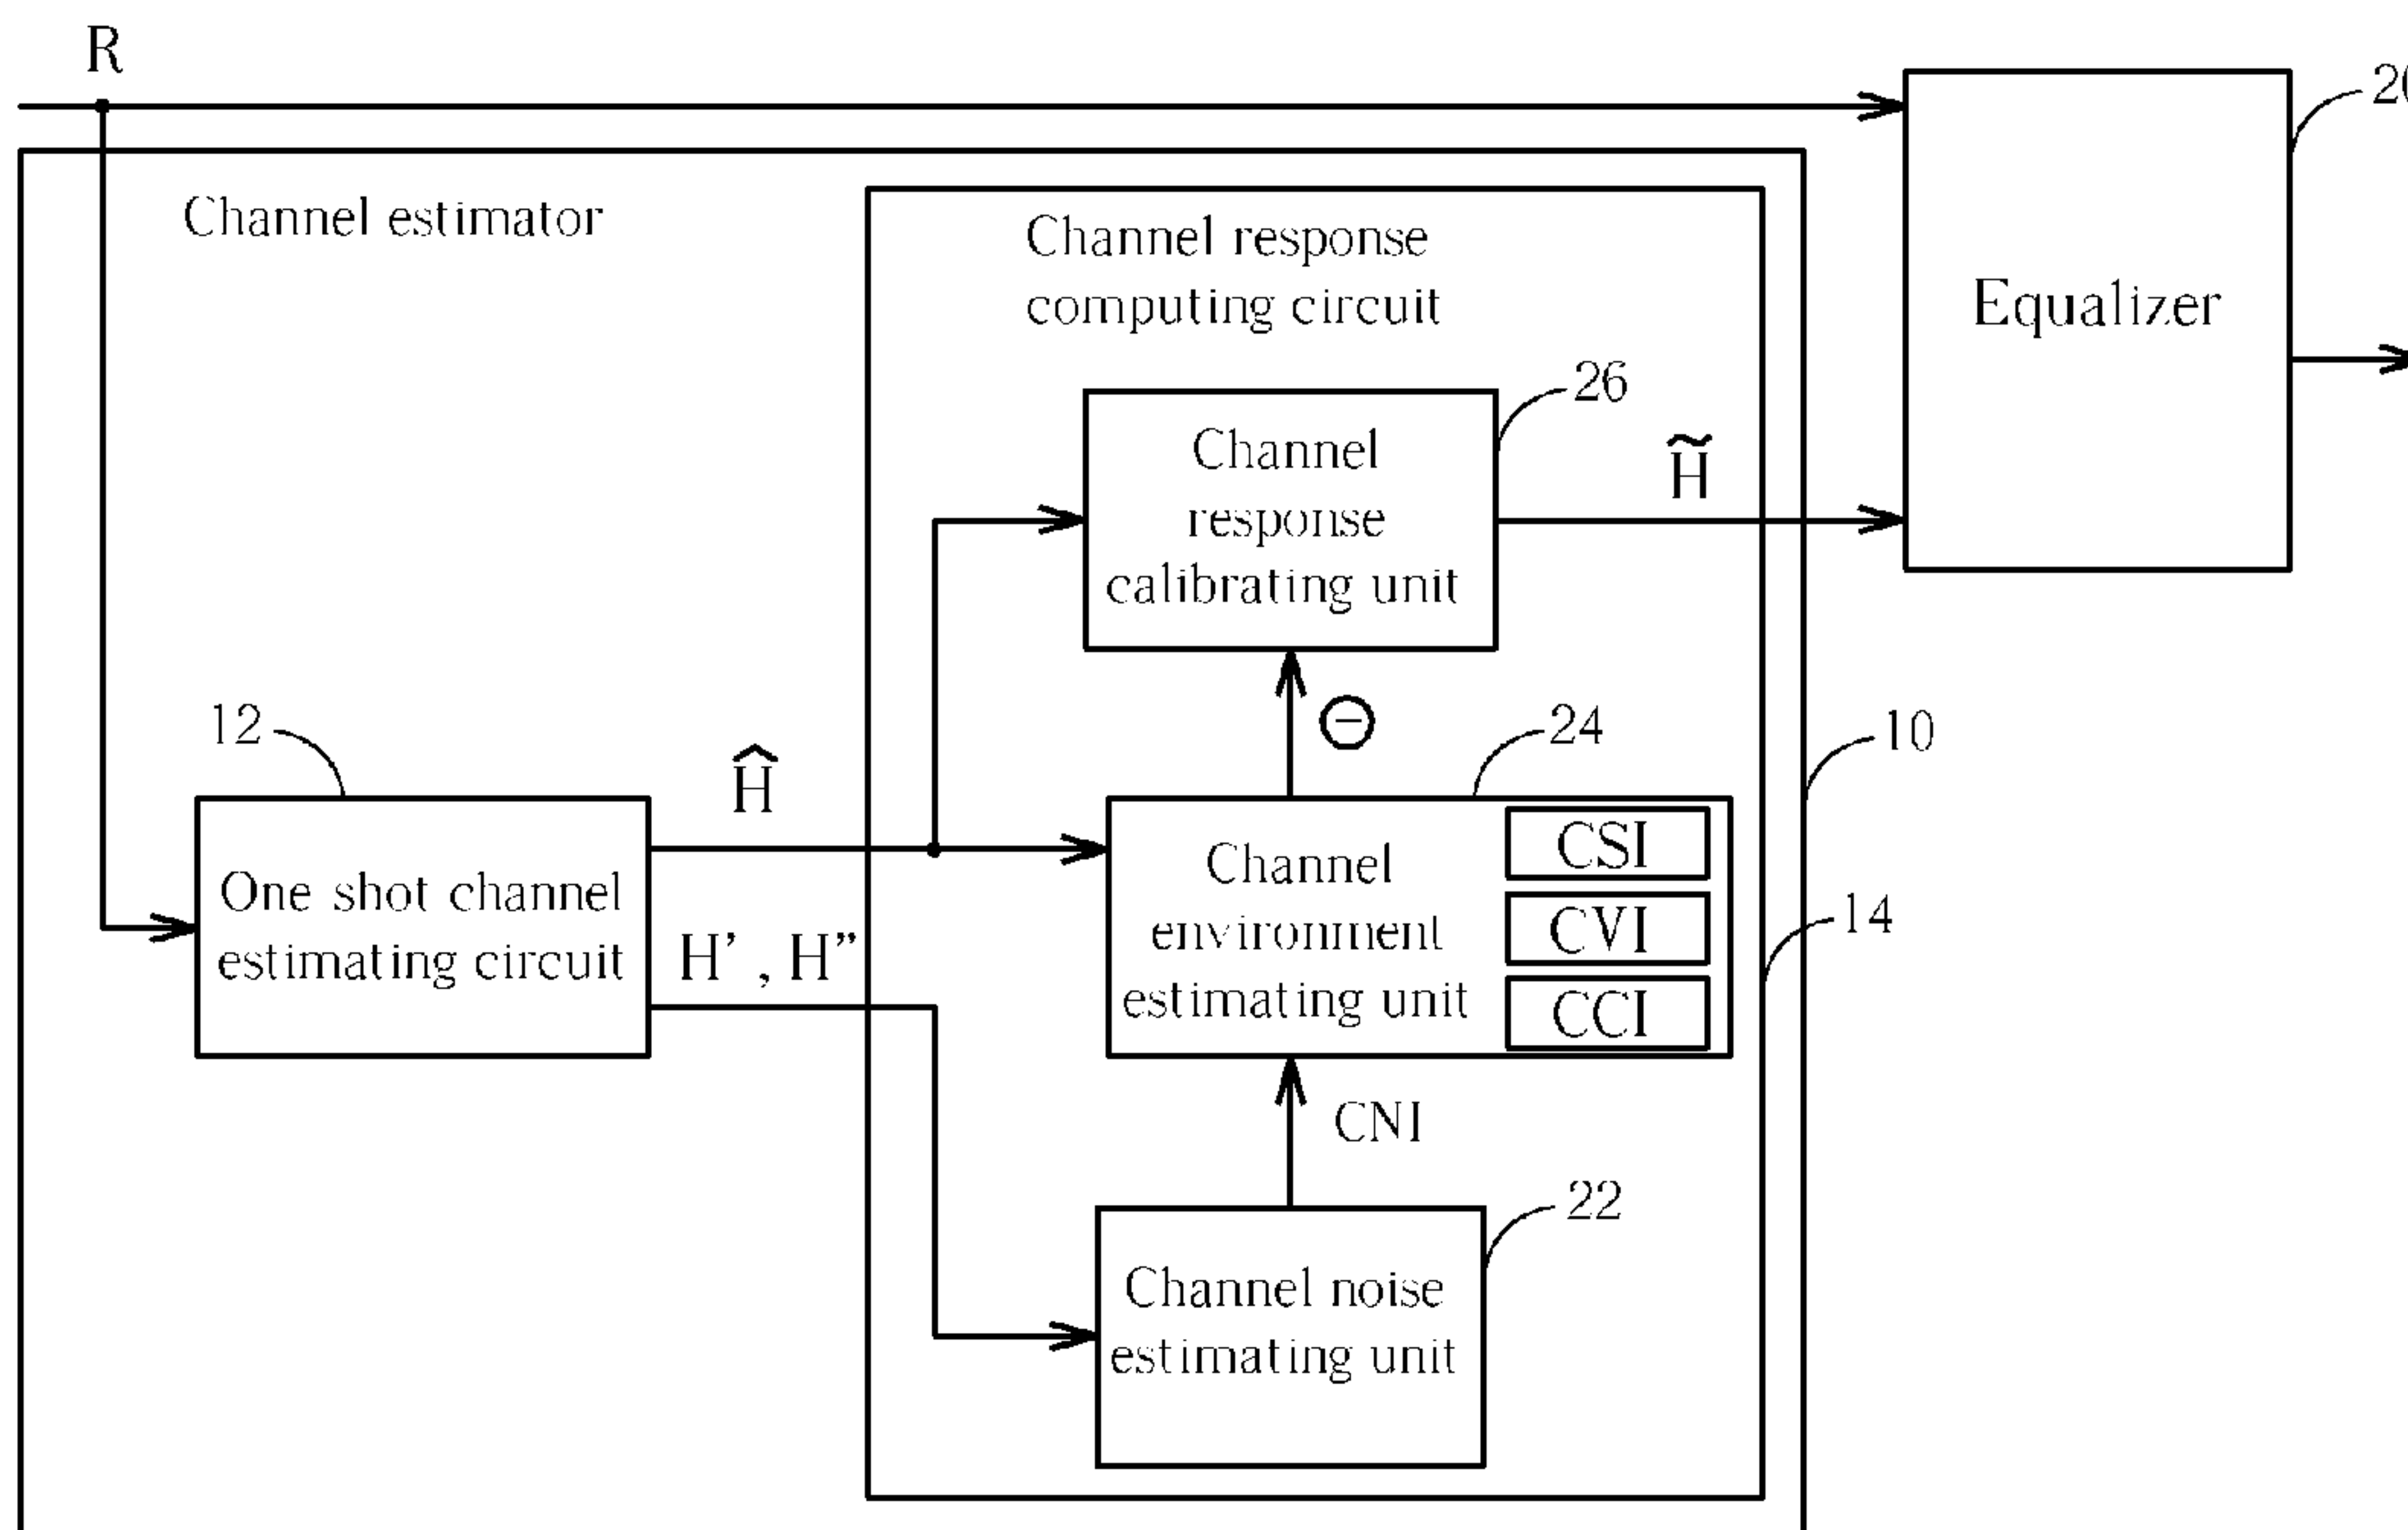 R
20
Channel estimator
Channel response
computing circuit
Equalizer
26
Channel
response
calibrating unit
H̃
Θ
12
Ĥ
24
10
One shot channel
estimating circuit
H' , H"
Channel
environment
estimating unit
CSI
CVI
CCI
14
CNI
22
Channel noise
estimating unit